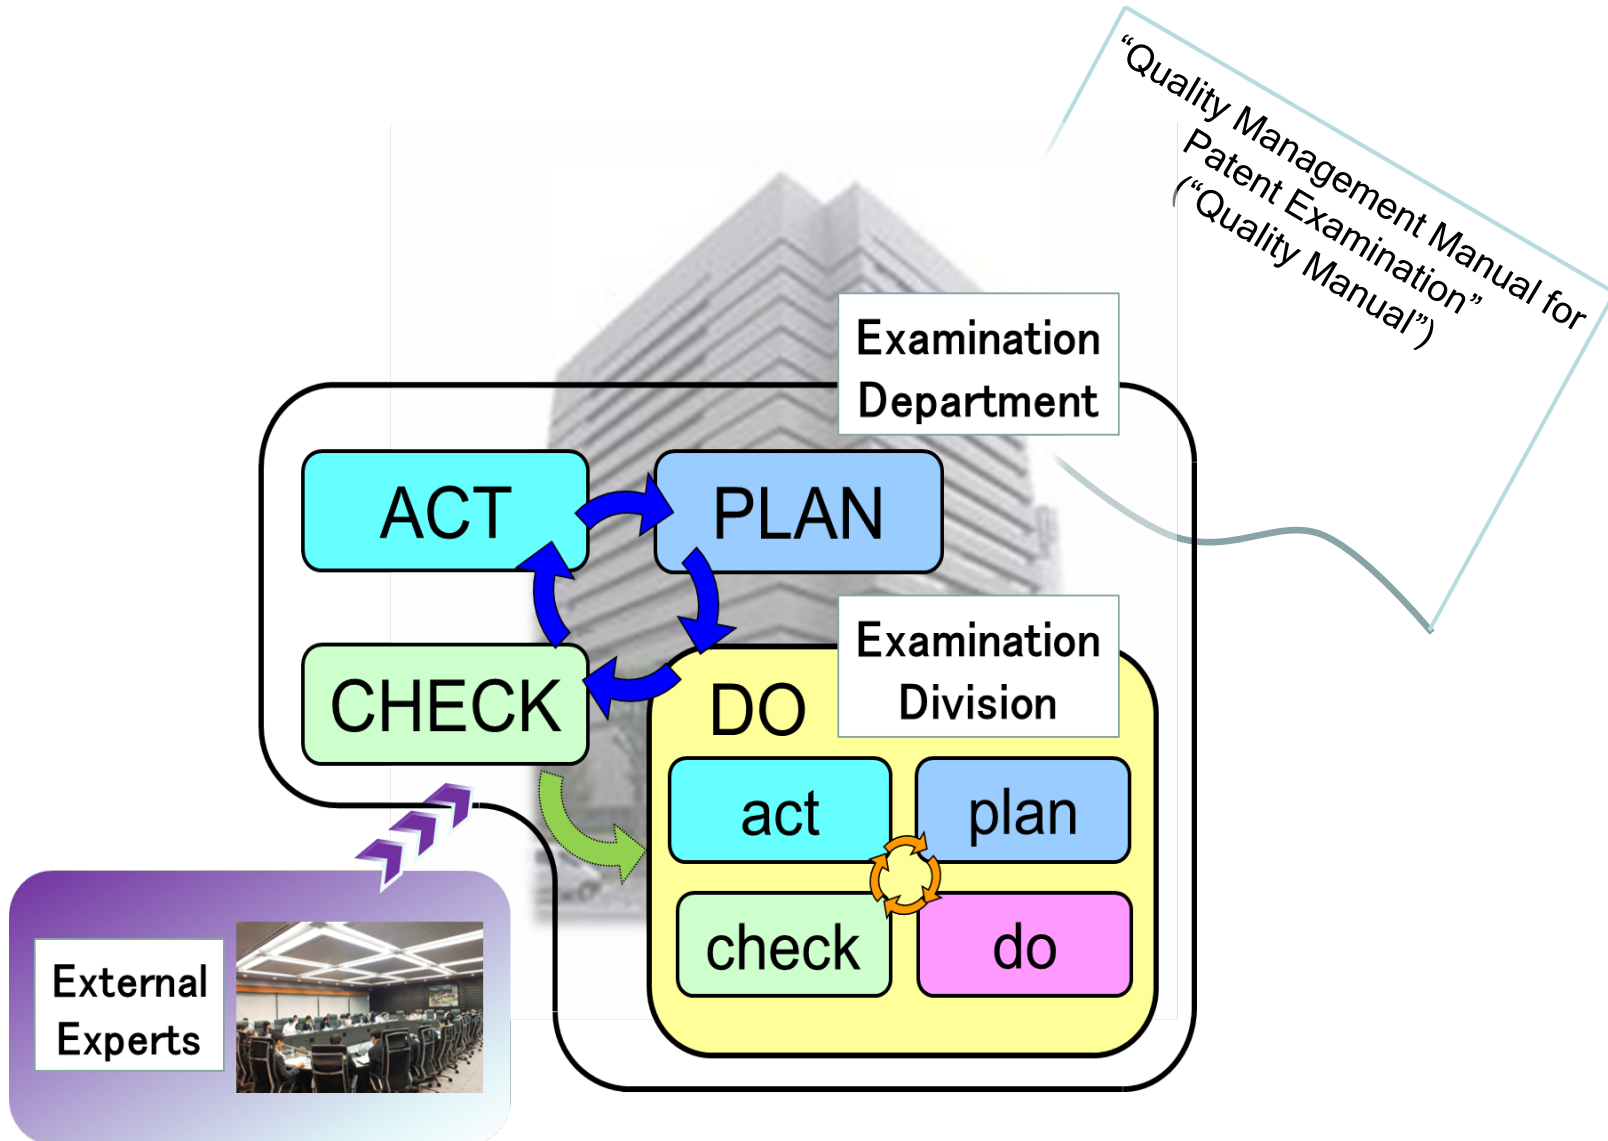 “Quality Management Manual for
Patent Examination”
(“Quality Manual”)
Examination
Department
ACT
PLAN
Examination
Division
CHECK
DO
act
plan
check
do
External
Experts